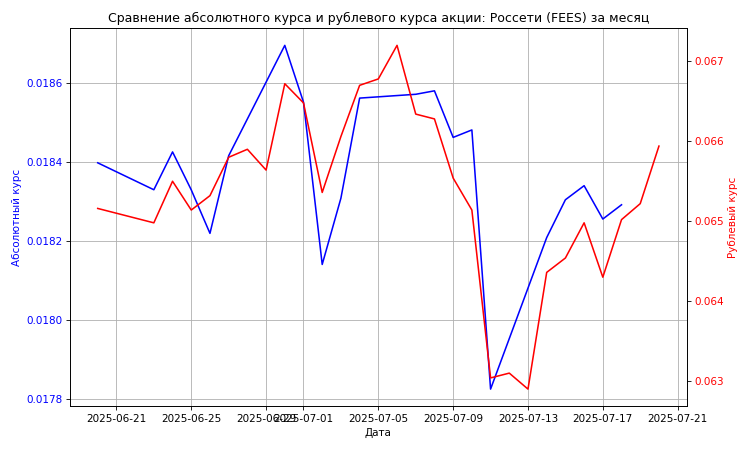 Сравнение абсолютного курса и рублевого курса акции: Россети (FEES) за месяц
0.0186
0.0184
0.0182
0.0180
0.0178
Абсолютный курс
0.067
0.066
0.065
0.064
0.063
Рублевый курс
2025-06-21 2025-06-25 2025-06-29 2025-07-01 2025-07-05 2025-07-09 2025-07-13 2025-07-17 2025-07-21
Дата